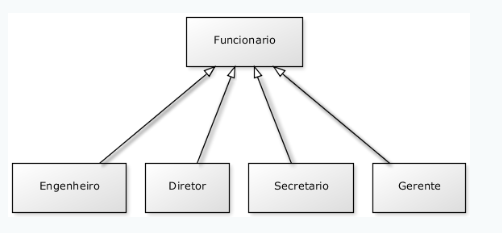 Funcionario
Engenheiro
Diretor
Secretario
Gerente